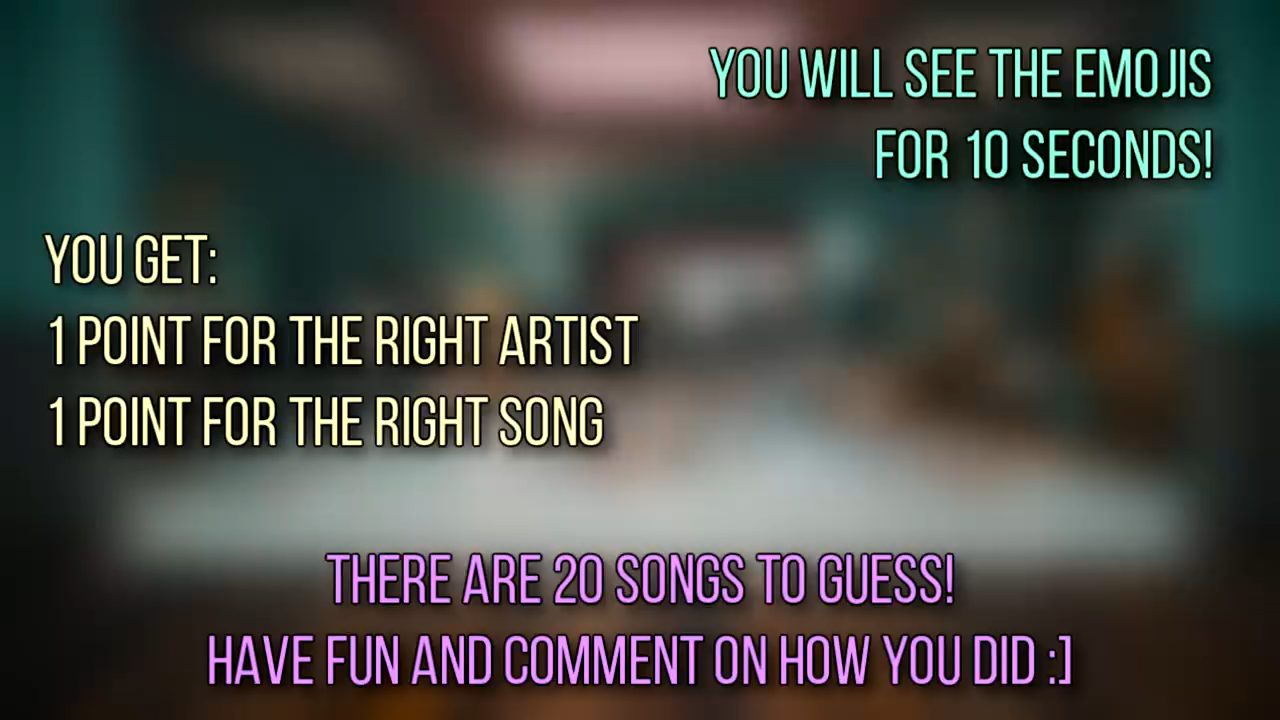 YOU WILL SEE THE EMOJIS
FOR 10 SECONDS!
YOU GET:
1 POINT FOR THE RIGHT ARTIST
1 POINT FOR THE RIGHT SONG
THERE ARE 20 SONGS TO GUESS!
HAVE FUN AND COMMENT ON HOW YOU DID :]